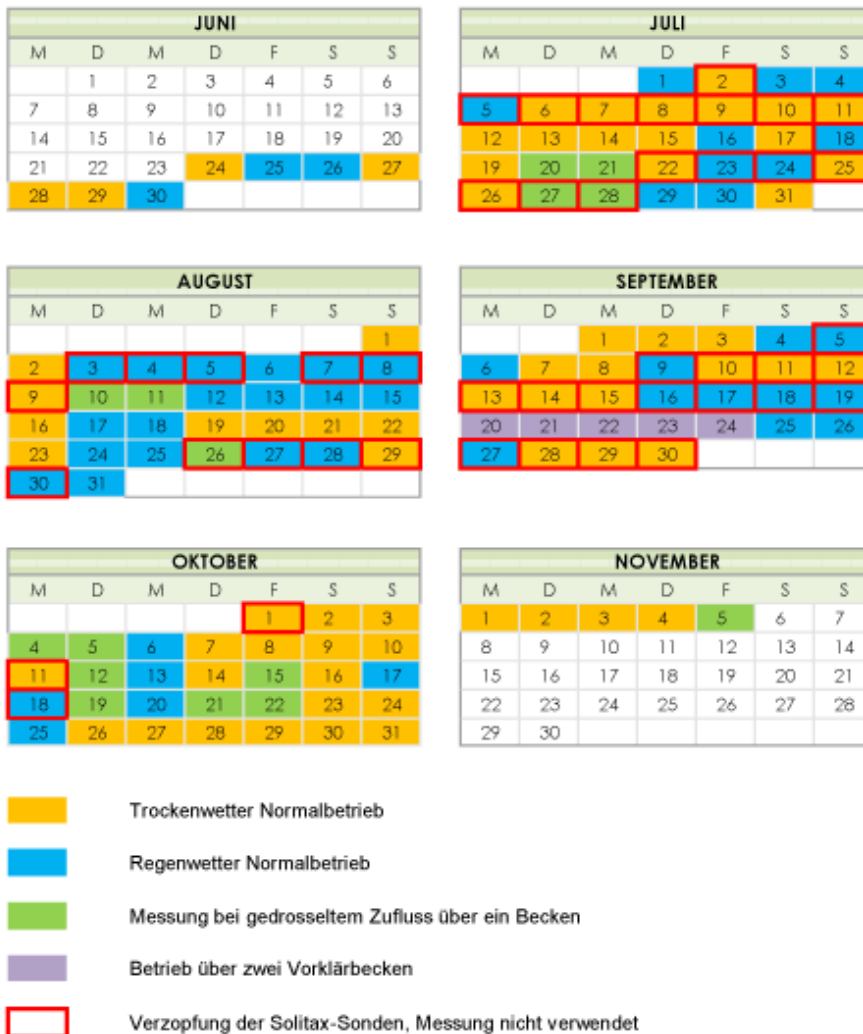 JUNI
M D M D F S S
1 2 3 4 5 6
7 8 9 10 11 12 13
14 15 16 17 18 19 20
21 22 23 24 25 26 27
28 29 30
JULI
M D M D F S S
1 2 3 4
5 6 7 8 9 10 11
12 13 14 15 16 17 18
19 20 21 22 23 24 25
26 27 28 29 30 31
AUGUST
M D M D F S S
1
2 3 4 5 6 7 8
9 10 11 12 13 14 15
16 17 18 19 20 21 22
23 24 25 26 27 28 29
30 31
SEPTEMBER
M D M D F S S
1 2 3 4 5
6 7 8 9 10 11 12
13 14 15 16 17 18 19
20 21 22 23 24 25 26
27 28 29 30
OKTOBER
M D M D F S S
1 2 3
4 5 6 7 8 9 10
11 12 13 14 15 16 17
18 19 20 21 22 23 24
25 26 27 28 29 30 31
NOVEMBER
M D M D F S S
1 2 3 4 5 6 7
8 9 10 11 12 13 14
15 16 17 18 19 20 21
22 23 24 25 26 27 28
29 30
Trockenwetter Normalbetrieb
Regenwetter Normalbetrieb
Messung bei gedrosseltem Zufluss über ein Becken
Betrieb über zwei Vorklärbecken
Verzopfung der Solitax-Sonden, Messung nicht verwendet